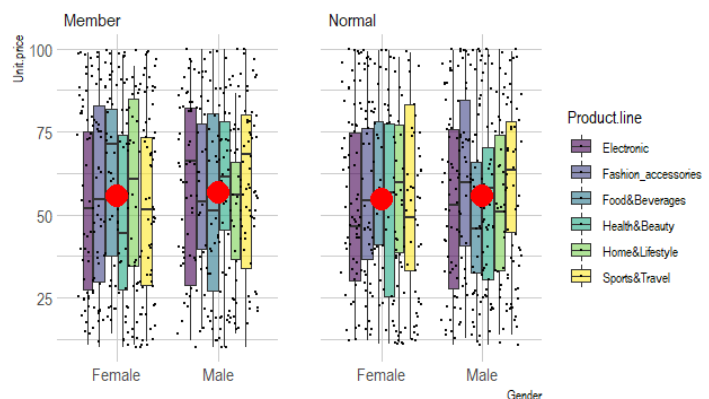 Member
Normal
Unit.price
100
75
50
25
Female
Male
Female
Male
Gender
Product.line
Electronic
Fashion_accessories
Food&Beverages
Health&Beauty
Home&Lifestyle
Sports&Travel